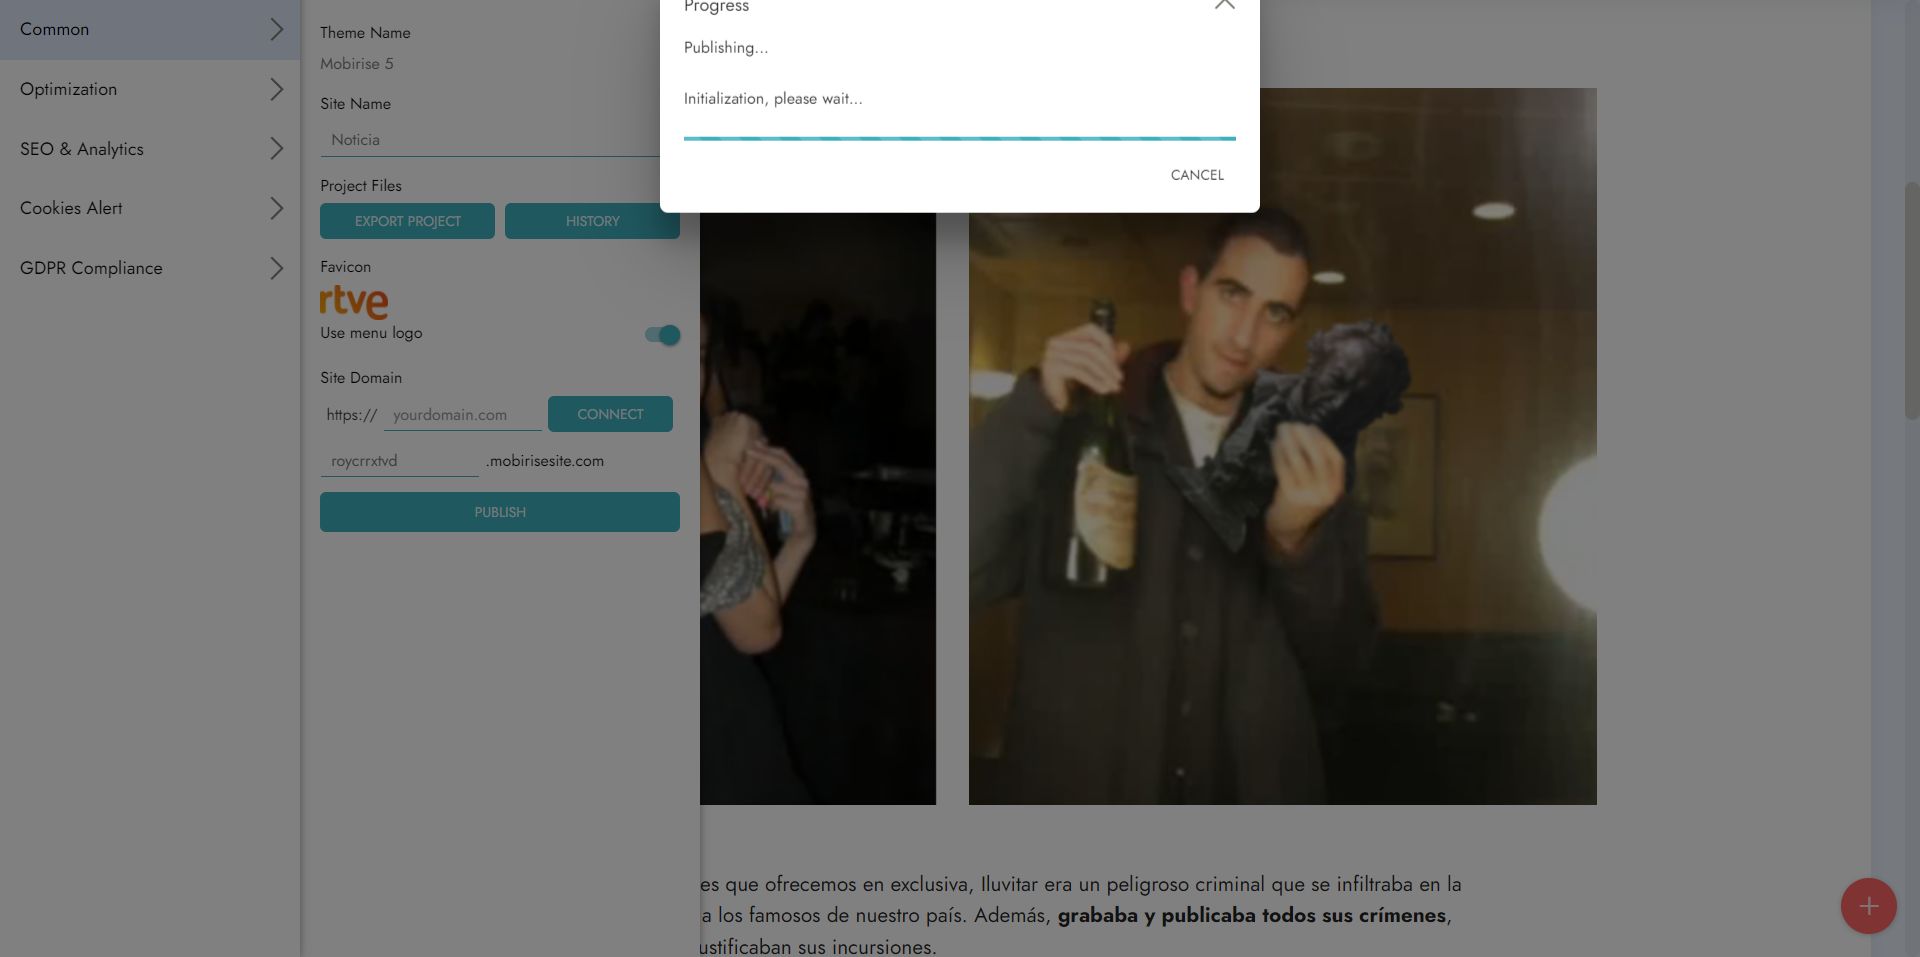 Common
Optimization
SEO & Analytics
Cookies Alert
GDPR Compliance
Theme Name
Mobirise 5
Site Name
Noticia
Project Files
EXPORT PROJECT HISTORY
Favicon
rtve
Use menu logo
Site Domain
https:// yourdomain.com CONNECT
roycrrxtvd .mobirisesite.com
PUBLISH
Progress
Publishing...
Initialization, please wait...
CANCEL
es que ofrecemos en exclusiva, Iluvitar era un peligroso criminal que se infiltraba en la
a los famosos de nuestro país. Además, grababa y publicaba todos sus crímenes,
ustificaban sus incursiones.